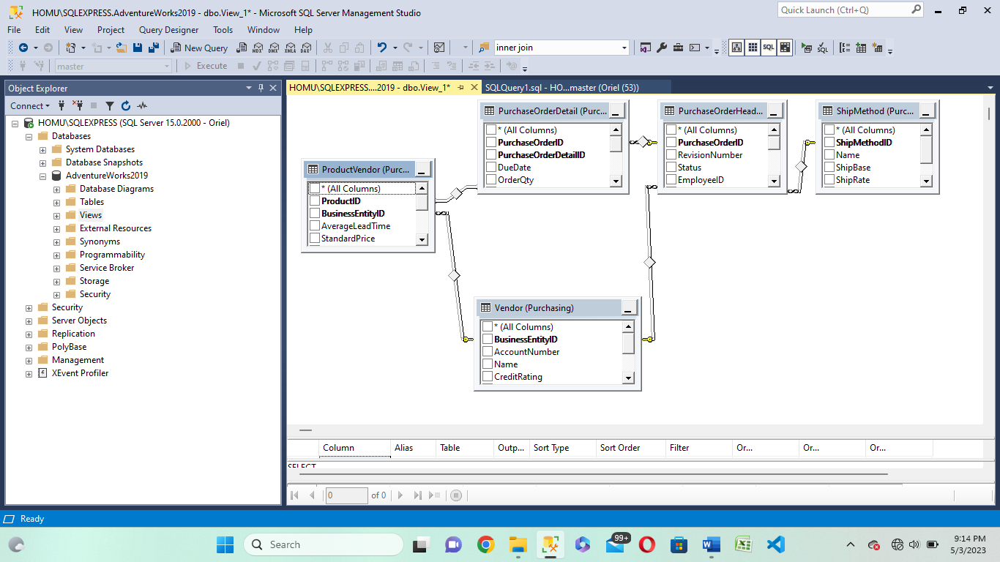 HOMU\SQLEXPRESS.AdventureWorks2019 - dbo.View_1* - Microsoft SQL Server Management Studio
Quick Launch (Ctrl+Q)
File Edit View Project Query Designer Tools Window Help
New Query MDX DMX XMLA DAX inner join SQL SQL
master Execute
Object Explorer
HOMU\SQLEXPRESS....2019 - dbo.View_1*
SQLQuery1.sql - HO...master (Oriel (53))
Connect
HOMU\SQLEXPRESS (SQL Server 15.0.2000 - Oriel)
Databases
System Databases
Database Snapshots
AdventureWorks2019
Database Diagrams
Tables
Views
External Resources
Synonyms
Programmability
Service Broker
Storage
Security
Security
Server Objects
Replication
PolyBase
Management
XEvent Profiler
ProductVendor (Purc...
* (All Columns)
ProductID
BusinessEntityID
AverageLeadTime
StandardPrice
PurchaseOrderDetail (Purc...
* (All Columns)
PurchaseOrderID
PurchaseOrderDetailID
DueDate
OrderQty
PurchaseOrderHead...
* (All Columns)
PurchaseOrderID
RevisionNumber
Status
EmployeeID
ShipMethod (Purc...
* (All Columns)
ShipMethodID
Name
ShipBase
ShipRate
Vendor (Purchasing)
* (All Columns)
BusinessEntityID
AccountNumber
Name
CreditRating
Column Alias Table Outp... Sort Type Sort Order Filter Or... Or... Or...
SELECT
0 of 0
Ready
Search
99+
9:14 PM
5/3/2023